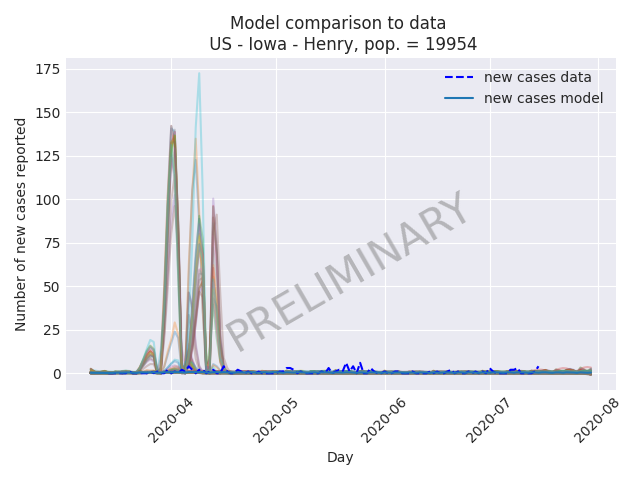 Model comparison to data
US - Iowa - Henry, pop. = 19954
new cases data
new cases model
PRELIMINARY
Number of new cases reported
175
150
125
100
75
50
25
0
2020-04
2020-05
2020-06
2020-07
2020-08
Day